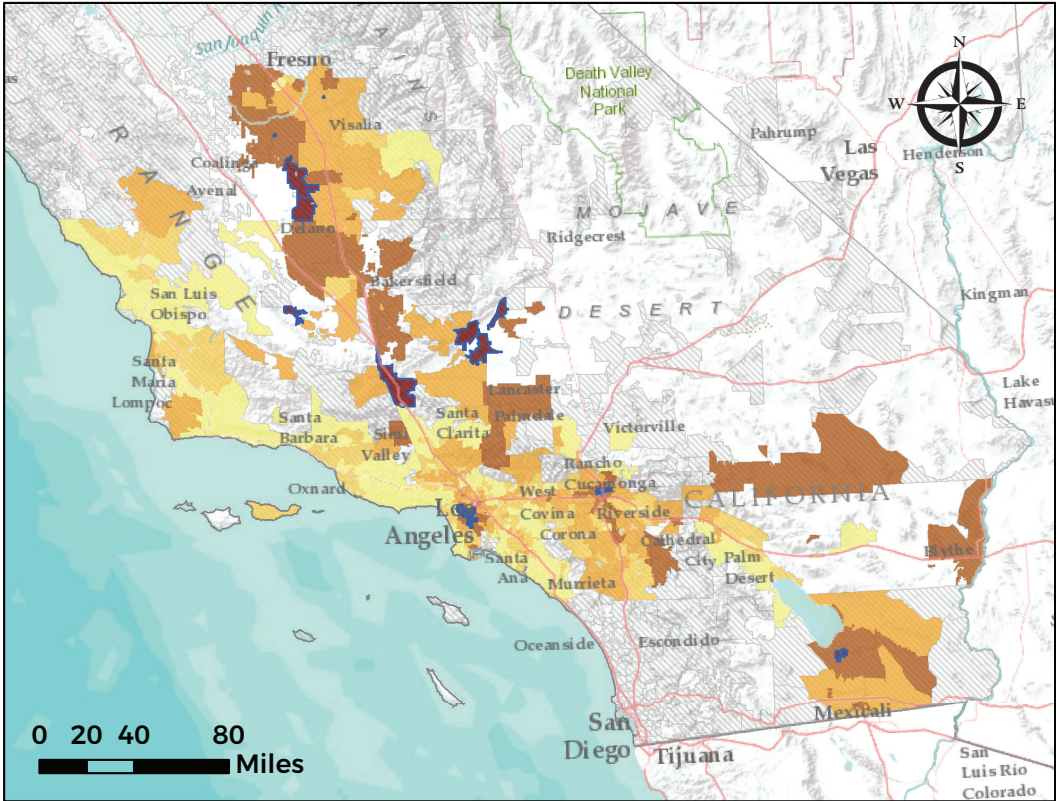 San Joaquin R
Fresno
N
W
E
S
Death Valley
National
Park
Visalia
Pahrump
Las
Vegas
Henderson
Coalinga
Avenal
R A N G E
Delano
M O J A V E
Ridgecrest
Bakersfield
D E S E R T
San Luis
Obispo
Kingman
Santa
Maria
Lompoc
Lake
Havasu
Lancaster
Palmdale
Santa
Clarita
Santa
Barbara
Simi
Valley
Victorville
Rancho
Cucamonga
Oxnard
West
Covina
Riverside
CALIFORNIA
Los
Angeles
Corona
Cathedral
City
Palm
Desert
Blythe
Santa
Ana
Murrieta
Oceanside
Escondido
Mexicali
San
Diego
Tijuana
San
Luis Río
Colorado
0 20 40 80
Miles